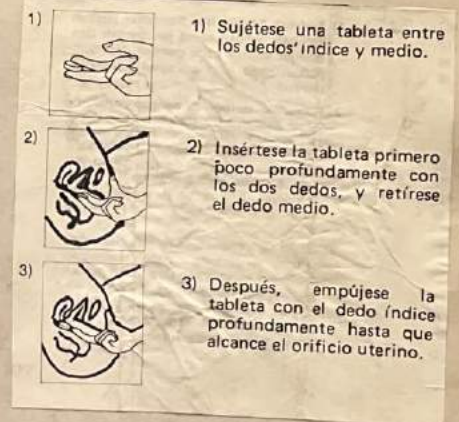 1)
1) Sujétese una tableta entre
los dedos' indice y medio.
2)
2) Insértese la tableta primero
poco profundamente con
los dos dedos, y retírese
el dedo medio.
3)
3) Después, empújese la
tableta con el dedo índice
profundamente hasta que
alcance el orificio uterino.